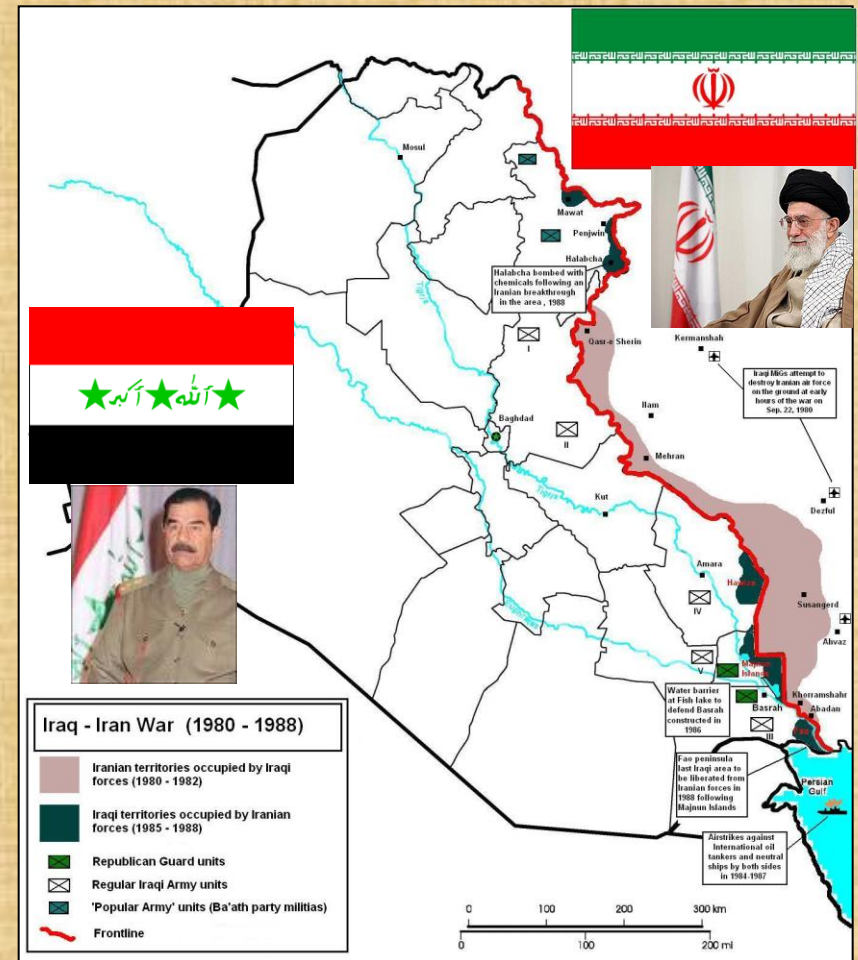 Mosul
Mawat
Penjwin
Halabcha
Halabcha bombed with
chemicals following an
Iranian breakthrough
in the area , 1988
Tigris
Qasr-e Sherin
Kermanshah
Iraqi MiGs attempt to
destroy Iranian air force
on the ground at early
hours of the war on
Sep. 22, 1980
I
الله أكبر
Ilam
Baghdad
II
Mehran
Tigris
Kut
Dezful
Amara
Susangerd
IV
Ahvaz
V
Majnun
Islands
Water barrier
at Fish lake to
defend Basrah
constructed in
1986
Basrah
Khorramshahr
Abadan
III
Fao
Fao peninsula
last Iraqi area to
be liberated from
Iranian forces in
1988 following
Majnun Islands
Persian
Gulf
Airstrikes against
International oil
tankers and neutral
ships by both sides
in 1984-1987
Iraq - Iran War (1980 - 1988)
Iranian territories occupied by Iraqi
forces (1980 - 1982)
Iraqi territories occupied by Iranian
forces (1985 - 1988)
Republican Guard units
Regular Iraqi Army units
'Popular Army' units (Ba'ath party militias)
Frontline
0 100 200 300 km
0 100 200 mi